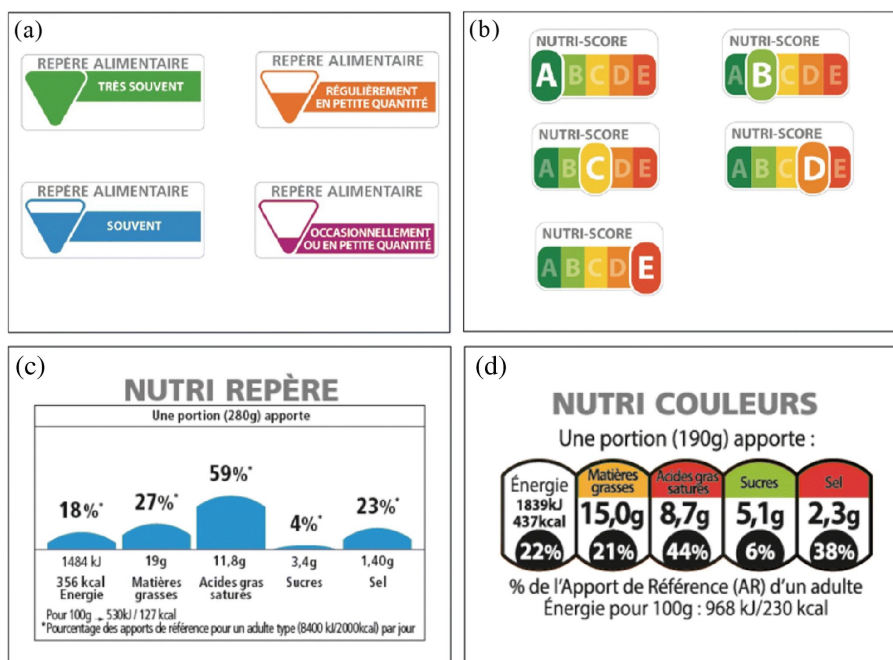 (a)
REPÈRE ALIMENTAIRE
TRÈS SOUVENT
REPÈRE ALIMENTAIRE
RÉGULIÈREMENT
EN PETITE QUANTITÉ
REPÈRE ALIMENTAIRE
SOUVENT
REPÈRE ALIMENTAIRE
OCCASIONNELLEMENT
OU EN PETITE QUANTITÉ
(b)
NUTRI-SCORE
A B C D E
NUTRI-SCORE
A B C D E
NUTRI-SCORE
A B C D E
NUTRI-SCORE
A B C D E
NUTRI-SCORE
A B C D E
(c)
NUTRI REPÈRE
Une portion (280g) apporte
18%* 27%* 59%* 4%* 23%*
1484 kJ 19g 11,8g 3,4g 1,40g
356 kcal Matières Acides gras Sucres Sel
Energie grasses saturés
Pour 100g → 530kJ / 127 kcal
*Pourcentage des apports de référence pour un adulte type (8400 kJ/2000kcal) par jour
(d)
NUTRI COULEURS
Une portion (190g) apporte :
Énergie Matières grasses Acides gras saturés Sucres Sel
1839kJ
437kcal 15,0g 8,7g 5,1g 2,3g
22% 21% 44% 6% 38%
% de l'Apport de Référence (AR) d'un adulte
Énergie pour 100g : 968 kJ/230 kcal